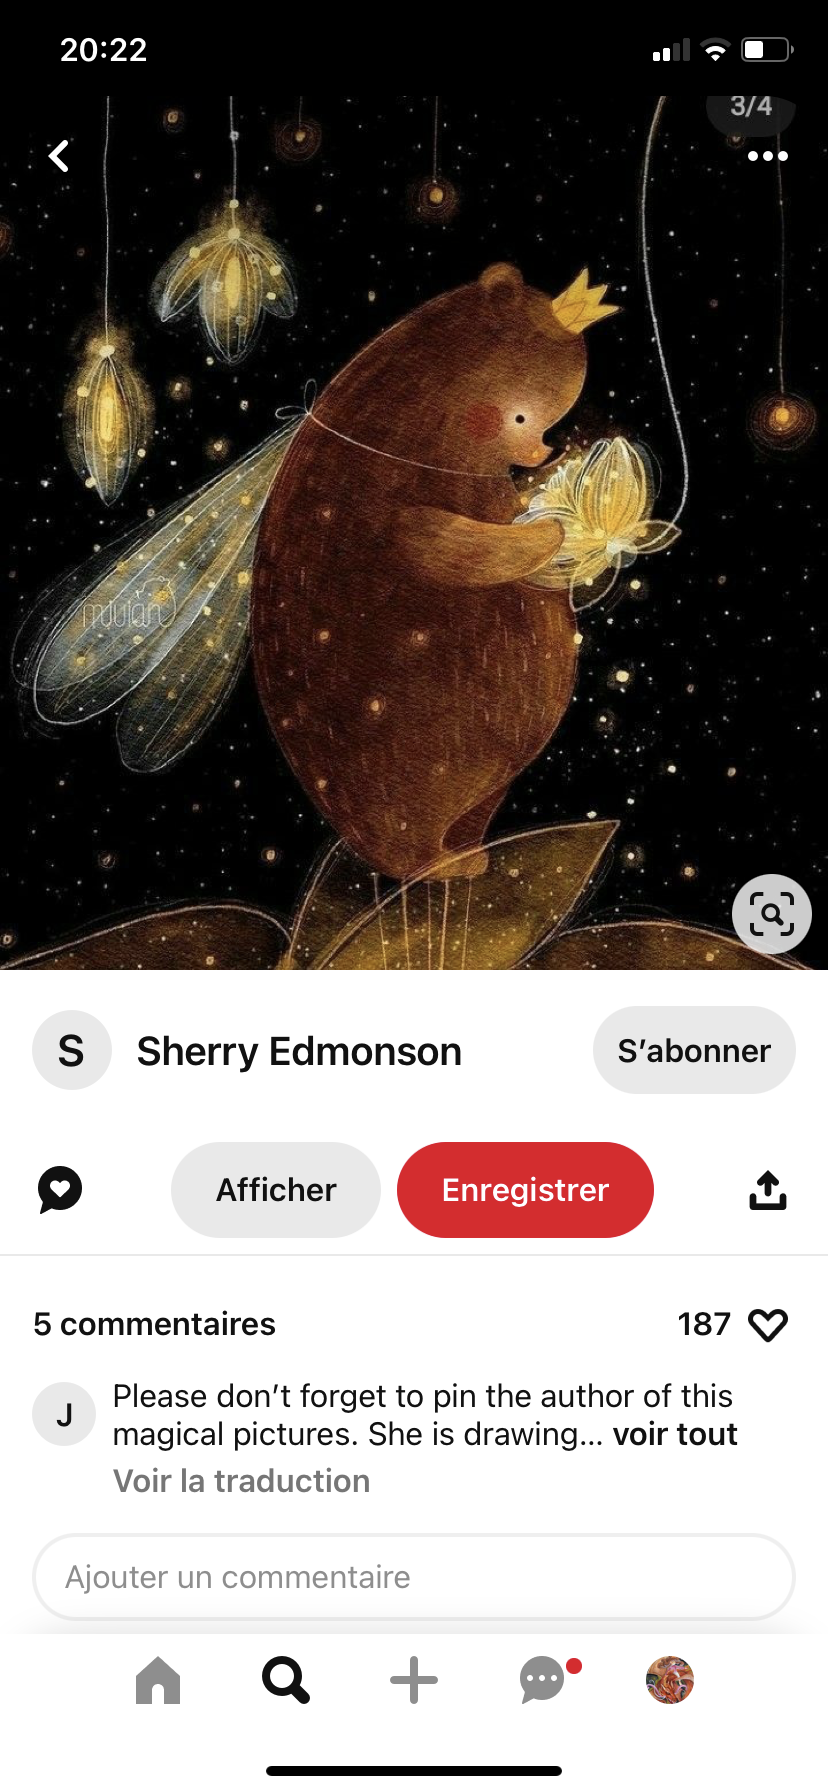 20:22
3/4
mjulan
S
Sherry Edmonson
S’abonner
Afficher
Enregistrer
5 commentaires
187
J
Please don’t forget to pin the author of this
magical pictures. She is drawing... voir tout
Voir la traduction
Ajouter un commentaire